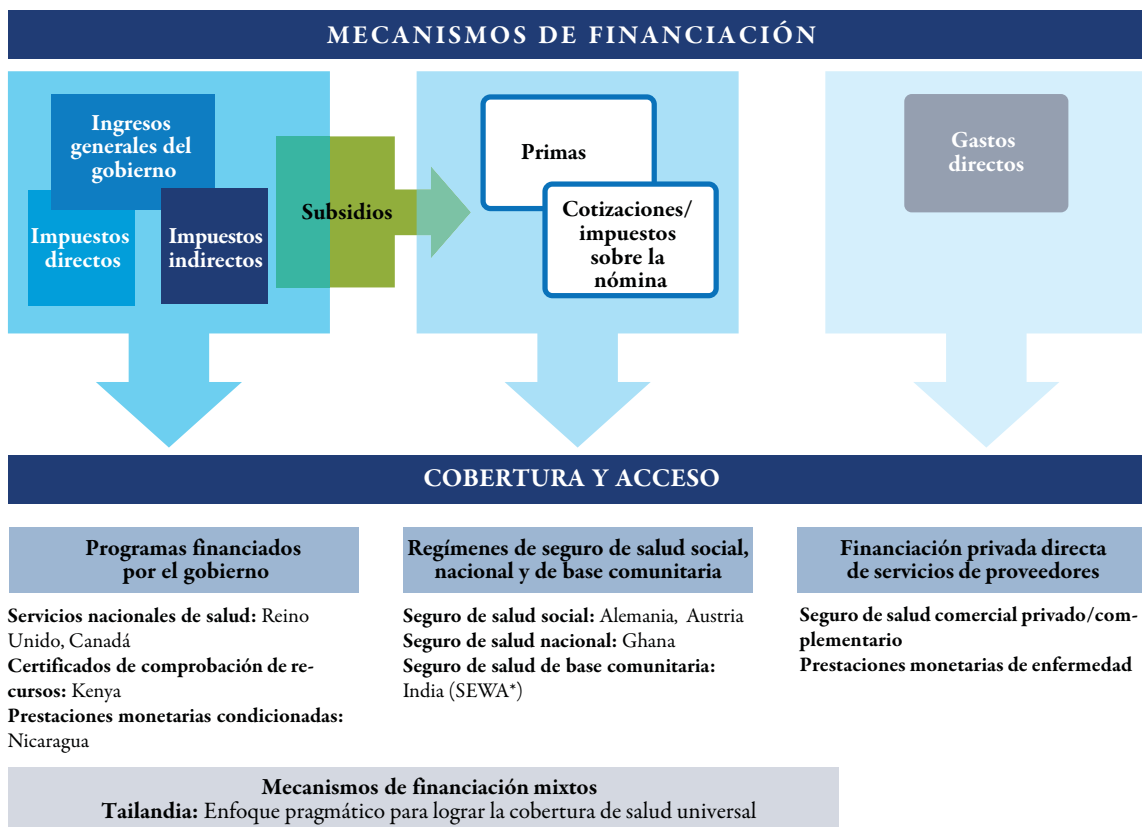 MECANISMOS DE FINANCIACIÓN
Ingresos
generales del
gobierno
Impuestos
directos
Impuestos
indirectos
Subsidios
Primas
Cotizaciones/
impuestos
sobre la
nómina
Gastos
directos
COBERTURA Y ACCESO
Programas financiados
por el gobierno
Servicios nacionales de salud: Reino
Unido, Canadá
Certificados de comprobación de re-
cursos: Kenya
Prestaciones monetarias condicionadas:
Nicaragua
Regímenes de seguro de salud social,
nacional y de base comunitaria
Seguro de salud social: Alemania, Austria
Seguro de salud nacional: Ghana
Seguro de salud de base comunitaria:
India (SEWA*)
Financiación privada directa
de servicios de proveedores
Seguro de salud comercial privado/com-
plementario
Prestaciones monetarias de enfermedad
Mecanismos de financiación mixtos
Tailandia: Enfoque pragmático para lograr la cobertura de salud universal